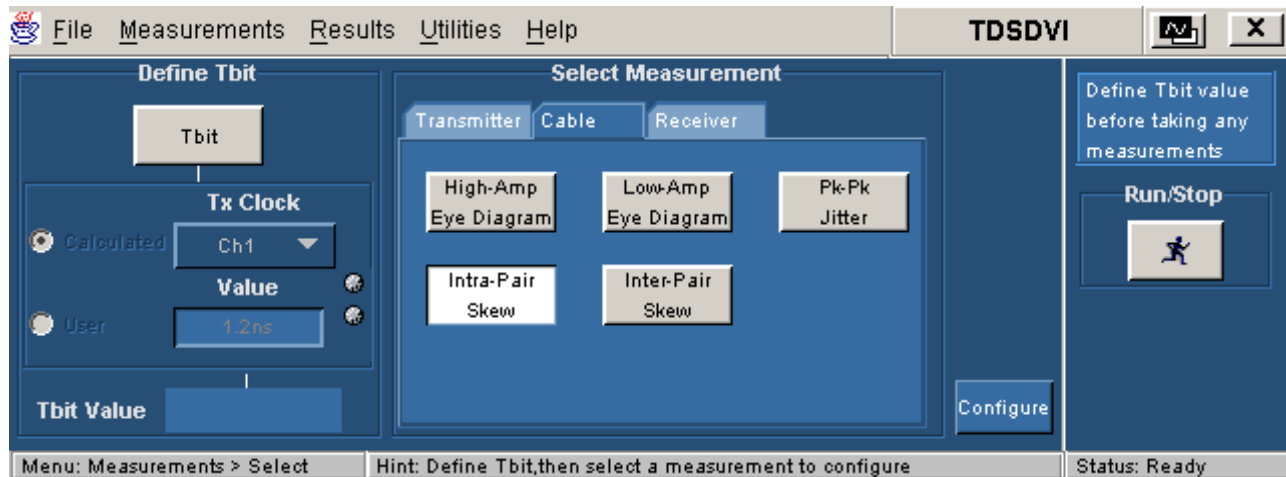 File Measurements Results Utilities Help TDSDVI X
Define Tbit
Tbit
Tx Clock
Calculated
Ch1
Value
User
1.2ns
Tbit Value
Select Measurement
Transmitter Cable Receiver
High-Amp
Eye Diagram
Low-Amp
Eye Diagram
Pk-Pk
Jitter
Intra-Pair
Skew
Inter-Pair
Skew
Configure
Define Tbit value
before taking any
measurements
Run/Stop
Menu: Measurements > Select
Hint: Define Tbit,then select a measurement to configure
Status: Ready